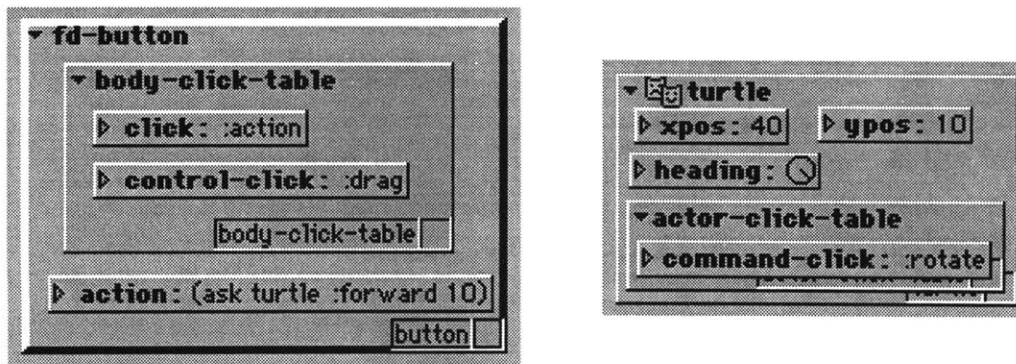 fd-button
body-click-table
click: :action
control-click: :drag
body-click-table
action: (ask turtle :forward 10)
button
turtle
xpos: 40 ypos: 10
heading:
actor-click-table
command-click: :rotate